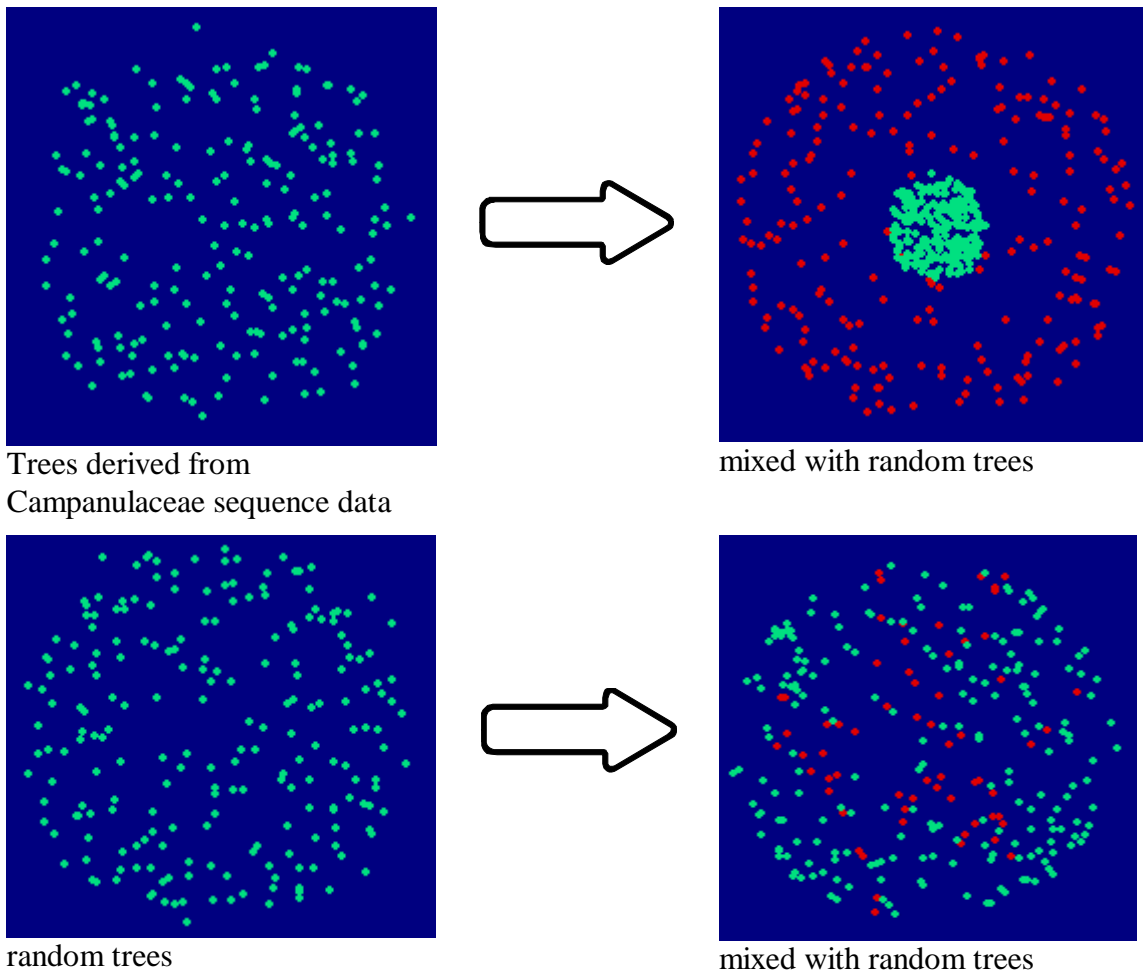 Trees derived from
Campanulaceae sequence data
mixed with random trees
random trees
mixed with random trees